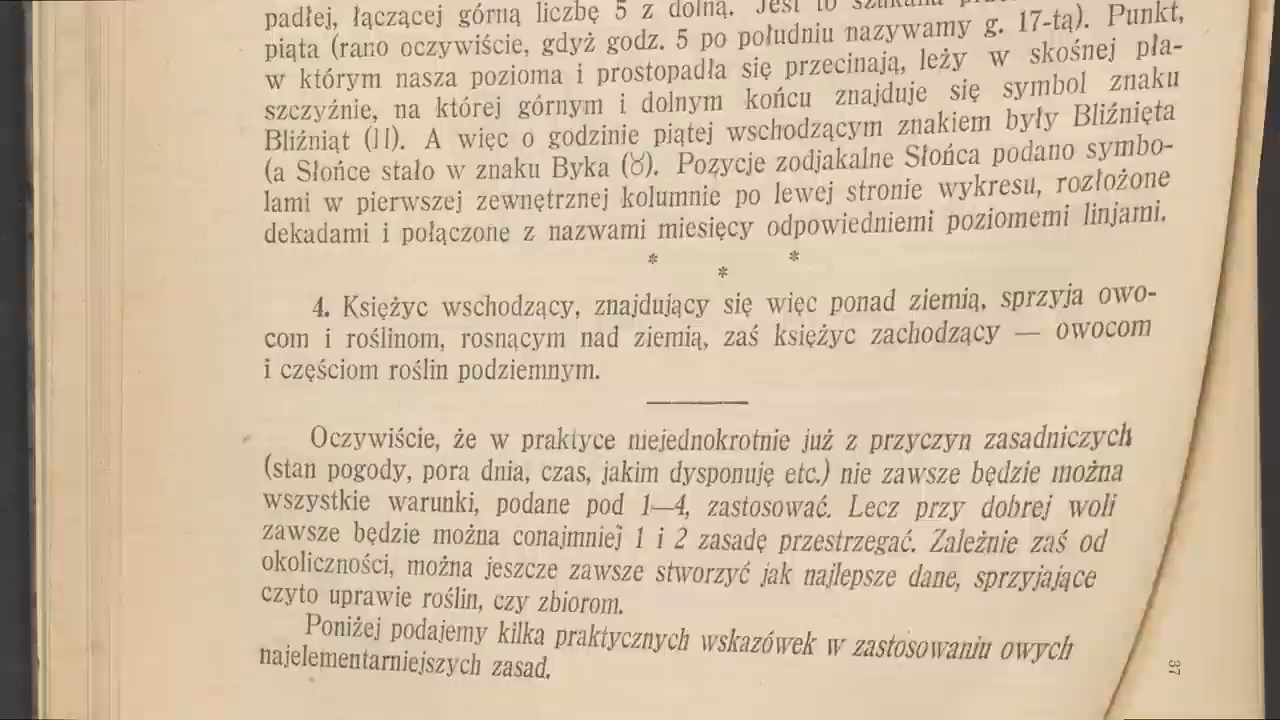 padłej, łączącej górną liczbę 5 z dolną. Jest to
piąta (rano oczywiście, gdyż godz. 5 po południu nazywamy g. 17-tą). Punkt,
w którym nasza pozioma i prostopadła się przecinają, leży w skośnej pła-
szczyźnie, na której górnym i dolnym końcu znajduje się symbol znaku
Bliźniąt (♊). A więc o godzinie piątej wschodzącym znakiem były Bliźnięta
(a Słońce stało w znaku Byka (♉). Pozycje zodjakalne Słońca podano symbo-
lami w pierwszej zewnętrznej kolumnie po lewej stronie wykresu, rozłożone
dekadami i połączone z nazwami miesięcy odpowiedniemi poziomemi linjami.
* * *
4. Księżyc wschodzący, znajdujący się więc ponad ziemią, sprzyja owo-
com i roślinom, rosnącym nad ziemią, zaś księżyc zachodzący — owocom
i częściom roślin podziemnym.
Oczywiście, że w praktyce niejednokrotnie już z przyczyn zasadniczych
(stan pogody, pora dnia, czas, jakim dysponuję etc.) nie zawsze będzie można
wszystkie warunki, podane pod 1—4, zastosować. Lecz przy dobrej woli
zawsze będzie można conajmniej 1 i 2 zasadę przestrzegać. Zależnie zaś od
okoliczności, można jeszcze zawsze stworzyć jak najlepsze dane, sprzyjające
czyto uprawie roślin, czy zbiorom.
Poniżej podajemy kilka praktycznych wskazówek w zastosowaniu owych
najelementarniejszych zasad.
37